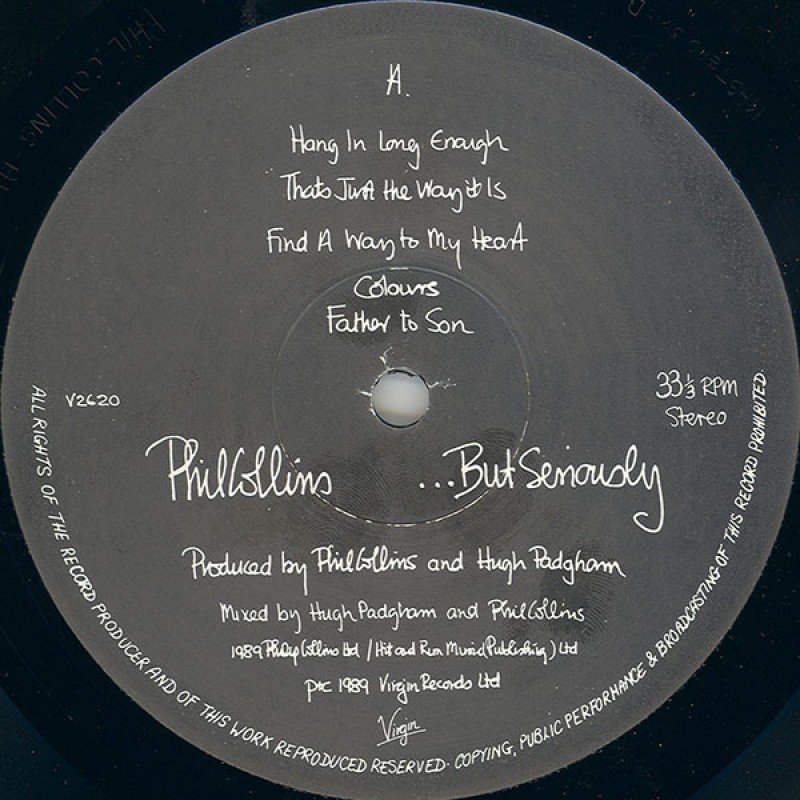 A.
Hang In Long Enough
Thats Just the Way it Is
Find A Way to My Heart
Colours
Father to Son
V2620
33⅓ RPM
Stereo
Phil Collins ...But Seriously
Produced by Phil Collins and Hugh Padgham
Mixed by Hugh Padgham and Phil Collins
1989 Philip Collins Ltd / Hit and Run Music (Publishing) Ltd
P+C 1989 Virgin Records Ltd
Virgin
ALL RIGHTS OF THE RECORD PRODUCER AND OF THIS WORK REPRODUCED RESERVED. COPYING, PUBLIC PERFORMANCE & BROADCASTING OF THIS RECORD PROHIBITED.
PHIL COLLINS